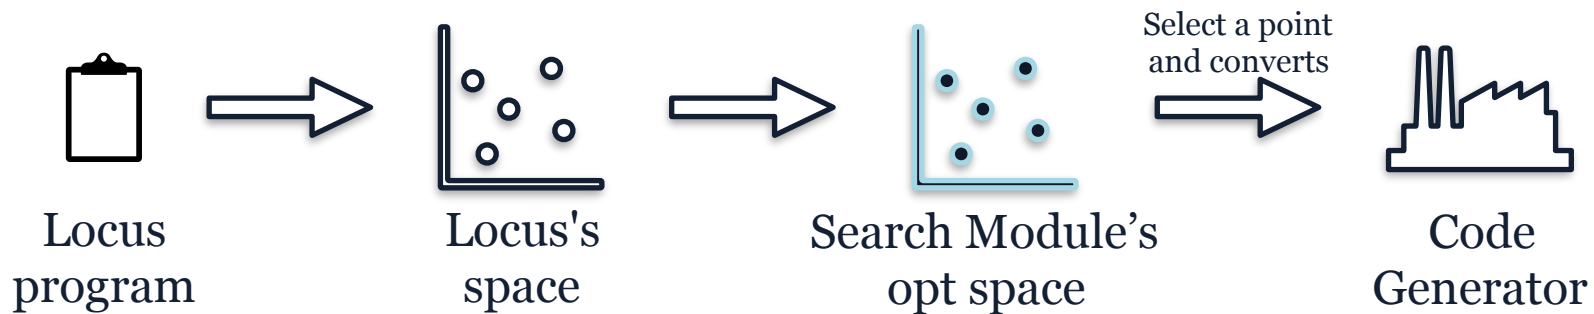 Select a point
and converts
Locus
program
Locus's
space
Search Module’s
opt space
Code
Generator